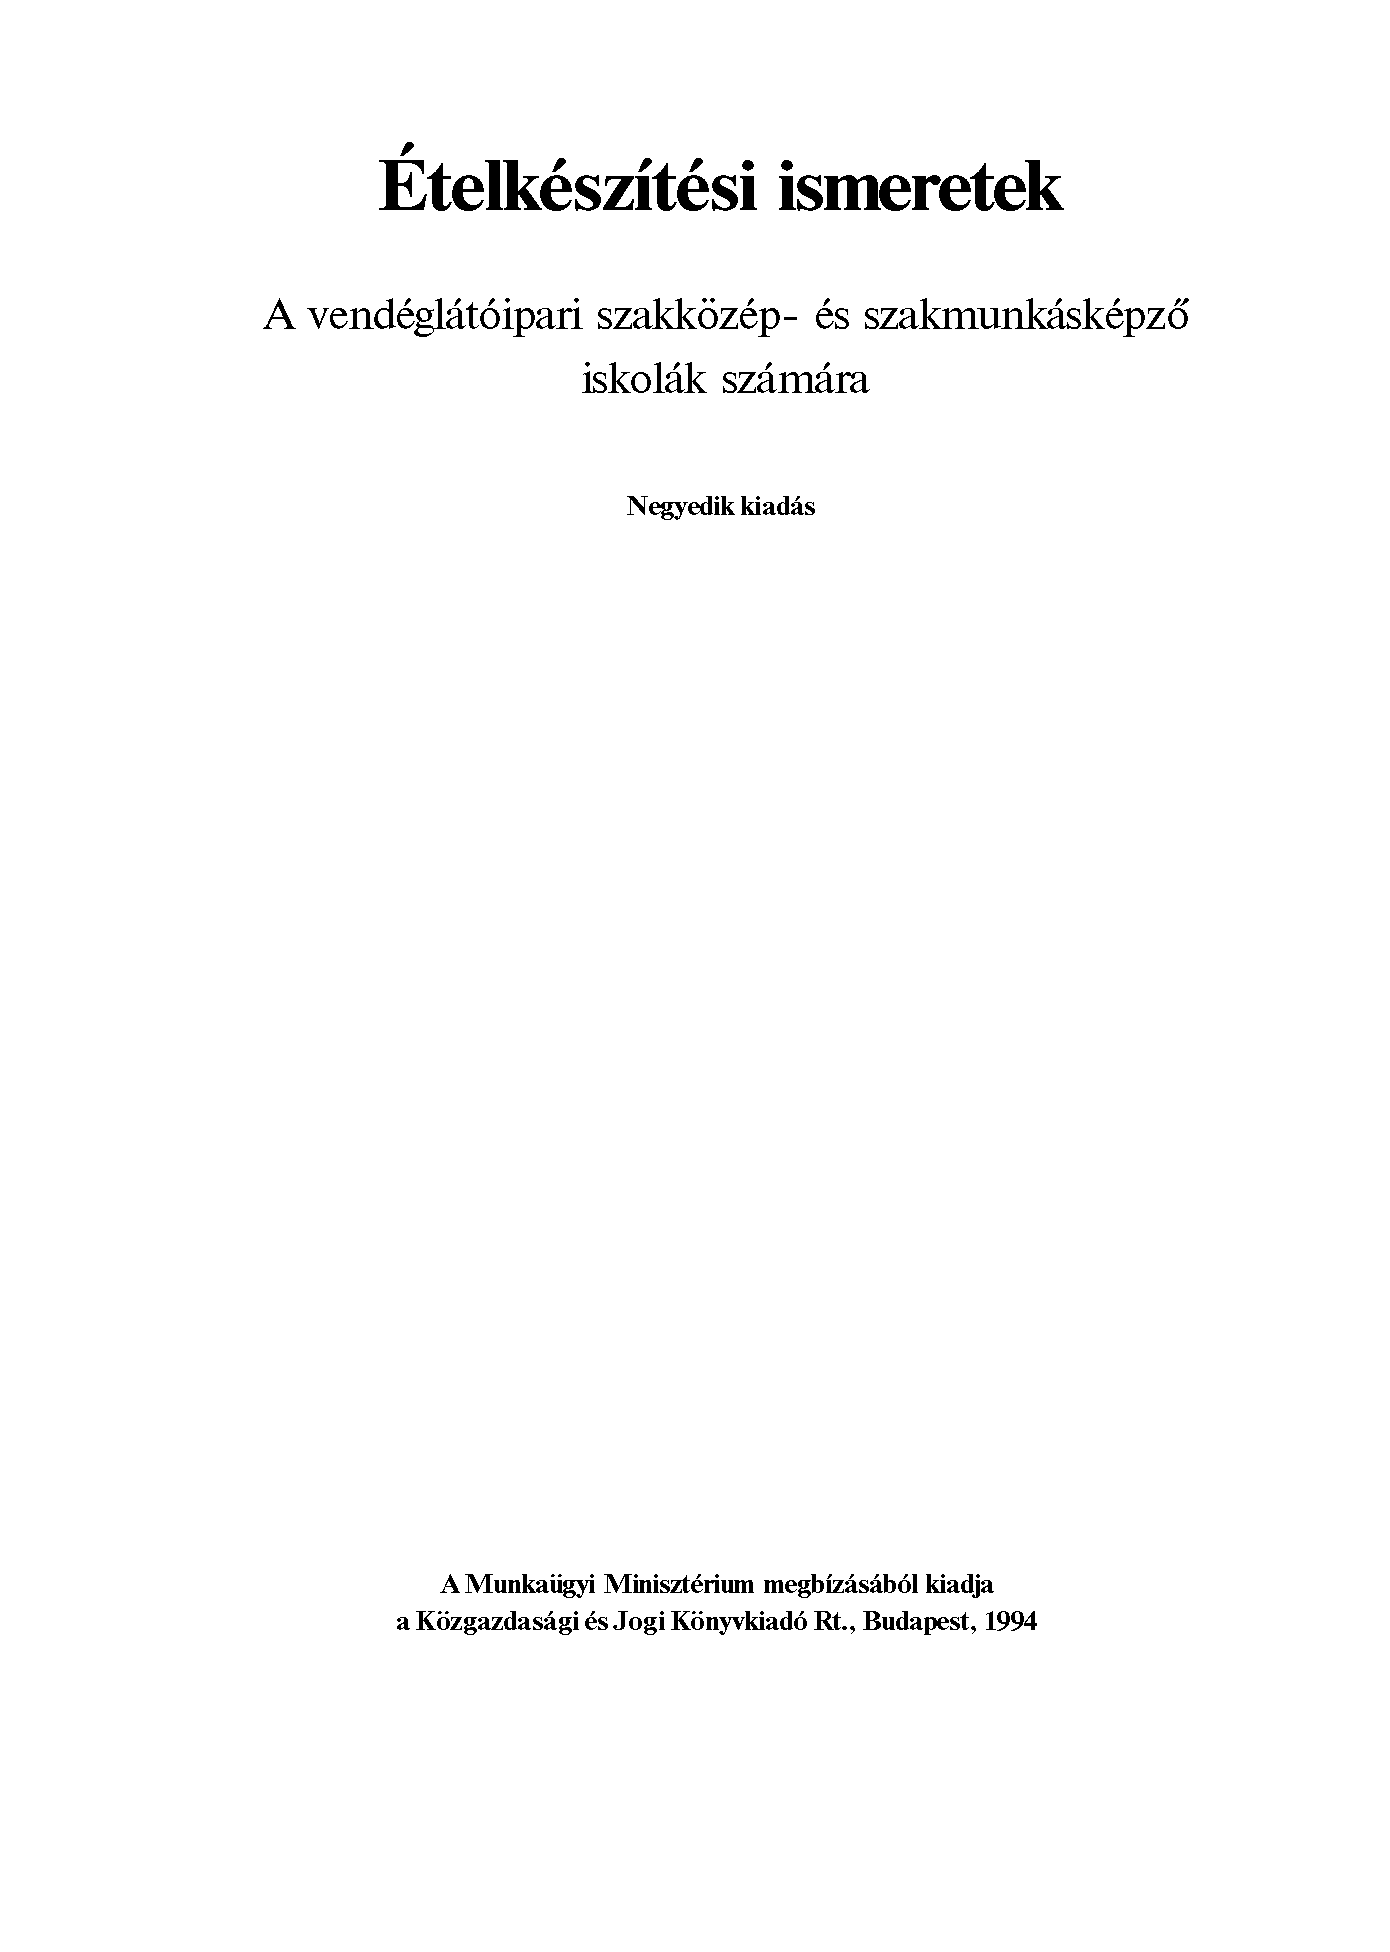 Ételkészítési ismeretek
A vendéglátóipari szakközép- és szakmunkásképző
iskolák számára
Negyedik kiadás
A Munkaügyi Minisztérium megbízásából kiadja
a Közgazdasági és Jogi Könyvkiadó Rt., Budapest, 1994